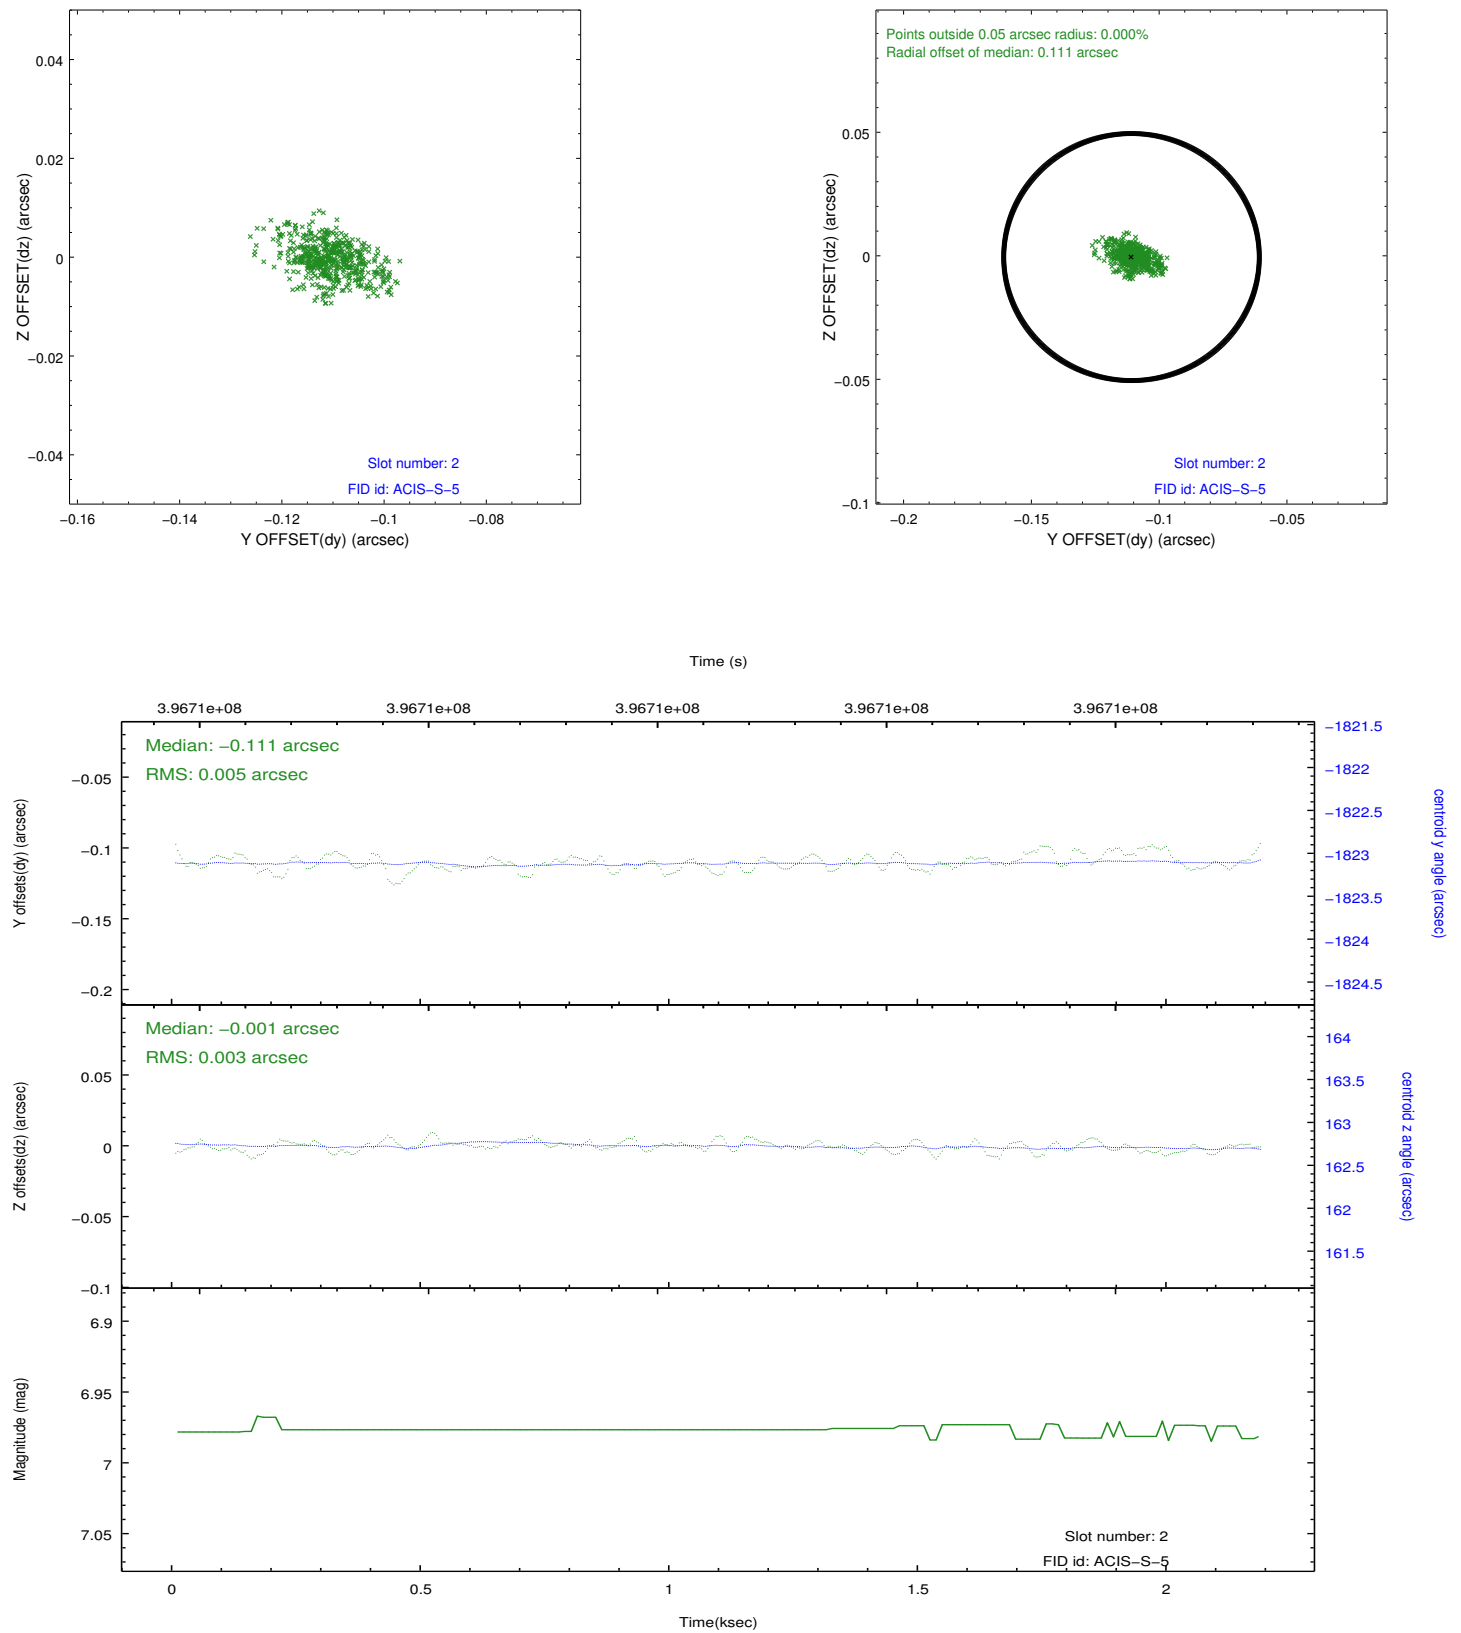 0.04
0.02
0
−0.02
−0.04
Z OFFSET(dz) (arcsec)
Slot number: 2
FID id: ACIS−S−5
−0.16
−0.14
−0.12
−0.1
−0.08
Y OFFSET(dy) (arcsec)
Points outside 0.05 arcsec radius: 0.000%
Radial offset of median: 0.111 arcsec
0.05
0
−0.05
−0.1
Z OFFSET(dz) (arcsec)
Slot number: 2
FID id: ACIS−S−5
−0.2
−0.15
−0.1
−0.05
Y OFFSET(dy) (arcsec)
Time (s)
3.9671e+08
3.9671e+08
3.9671e+08
3.9671e+08
3.9671e+08
Median: −0.111 arcsec
RMS: 0.005 arcsec
−0.05
−0.1
−0.15
−0.2
Y offsets(dy) (arcsec)
−1821.5
−1822
−1822.5
−1823
−1823.5
−1824
−1824.5
centroid y angle (arcsec)
Median: −0.001 arcsec
RMS: 0.003 arcsec
0.05
0
−0.05
−0.1
Z offsets(dz) (arcsec)
164
163.5
163
162.5
162
161.5
centroid z angle (arcsec)
6.9
6.95
7
7.05
Magnitude (mag)
Slot number: 2
FID id: ACIS−S−5
0
0.5
1
1.5
2
Time(ksec)